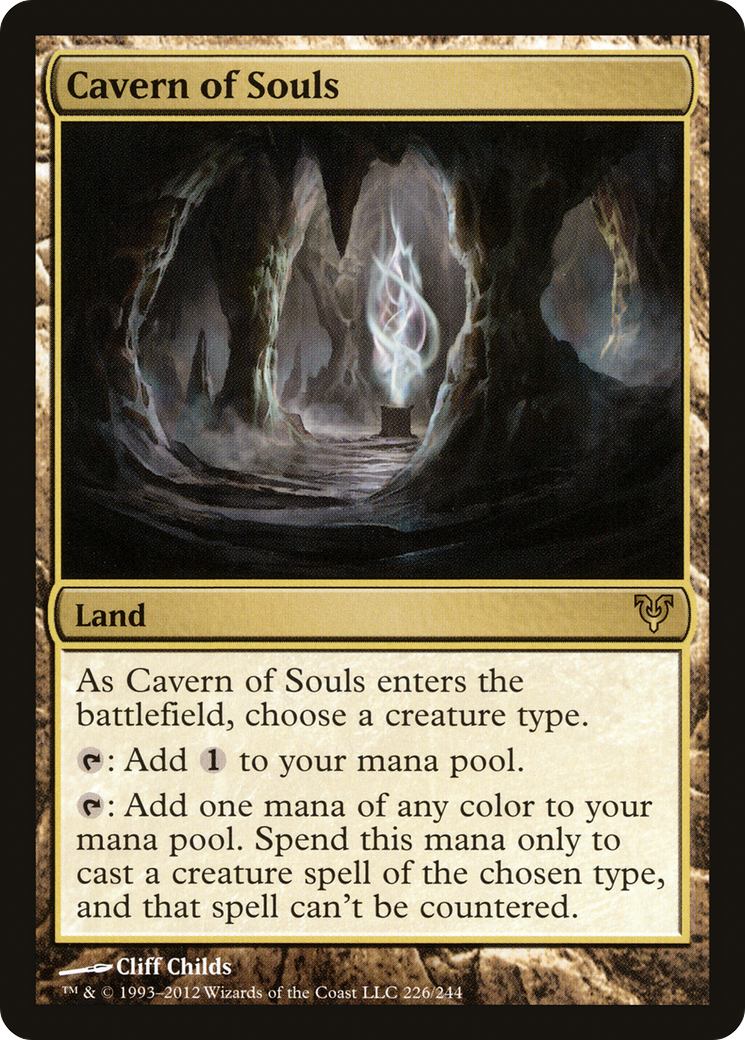 Cavern of Souls
Land
As Cavern of Souls enters the
battlefield, choose a creature type.
: Add 1 to your mana pool.
: Add one mana of any color to your
mana pool. Spend this mana only to
cast a creature spell of the chosen type,
and that spell can't be countered.
Cliff Childs
™ & © 1993–2012 Wizards of the Coast LLC 226/244